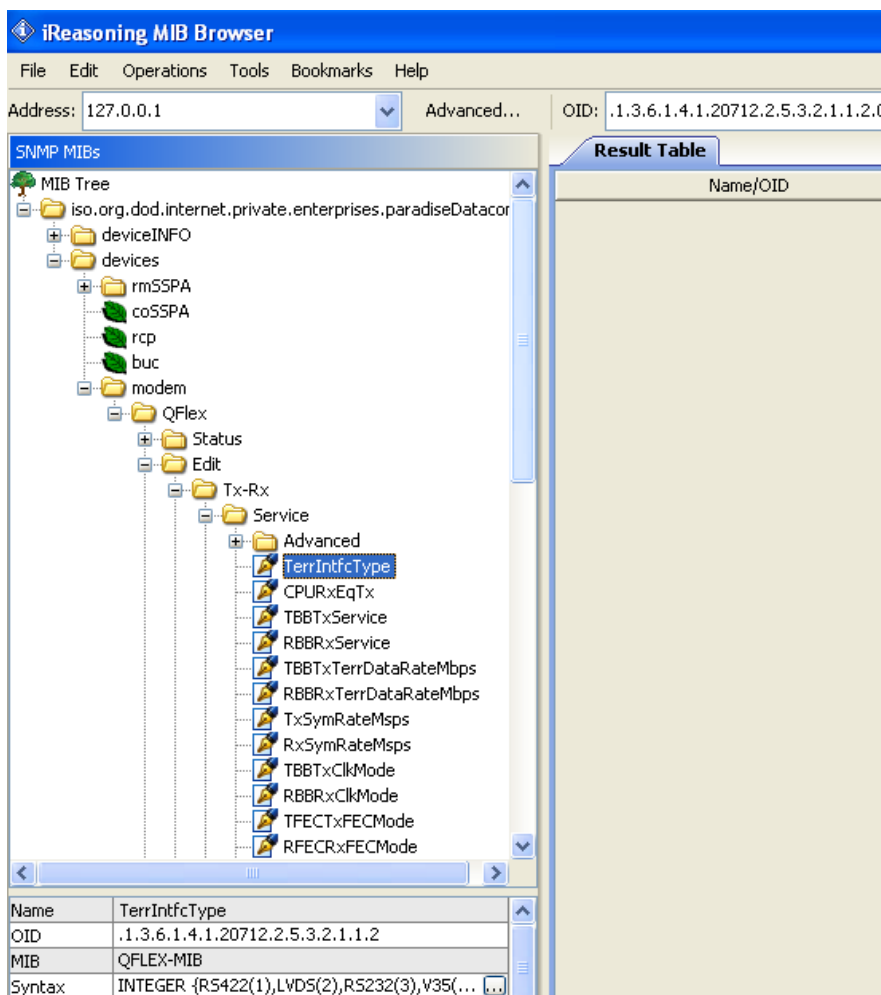 iReasoning MIB Browser
File Edit Operations Tools Bookmarks Help
Address: 127.0.0.1 Advanced... OID: .1.3.6.1.4.1.20712.2.5.3.2.1.1.2.0
SNMP MIBs
Result Table
Name/OID
MIB Tree
iso.org.dod.internet.private.enterprises.paradiseDatacor
deviceINFO
devices
rmSSPA
coSSPA
rcp
buc
modem
QFlex
Status
Edit
Tx-Rx
Service
Advanced
TerrIntfcType
CPURxEqTx
TBBTxService
RBBRxService
TBBTxTerrDataRateMbps
RBBRxTerrDataRateMbps
TxSymRateMsps
RxSymRateMsps
TBBTxClkMode
RBBRxClkMode
TFECTxFECMode
RFECRxFECMode
Name TerrIntfcType
OID .1.3.6.1.4.1.20712.2.5.3.2.1.1.2
MIB QFLEX-MIB
Syntax INTEGER {RS422(1),LVDS(2),RS232(3),V35(... ...